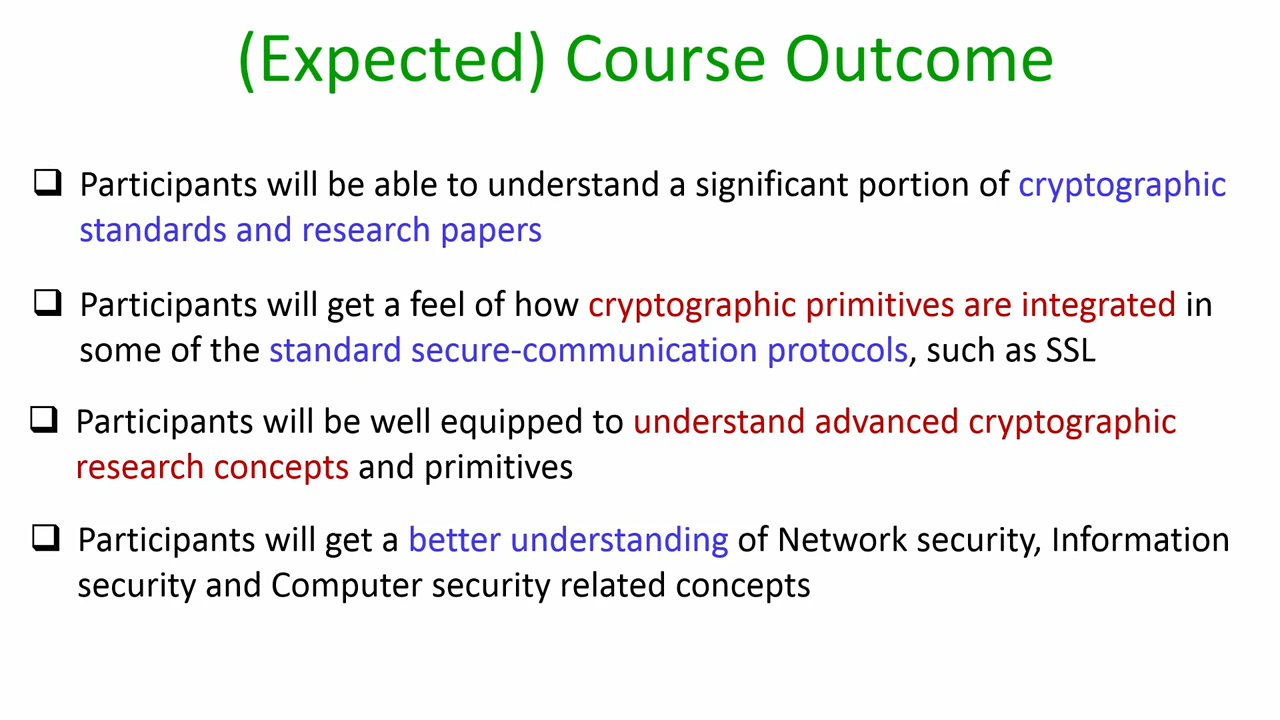 (Expected) Course Outcome
❑ Participants will be able to understand a significant portion of cryptographic
standards and research papers
❑ Participants will get a feel of how cryptographic primitives are integrated in
some of the standard secure-communication protocols, such as SSL
❑ Participants will be well equipped to understand advanced cryptographic
research concepts and primitives
❑ Participants will get a better understanding of Network security, Information
security and Computer security related concepts